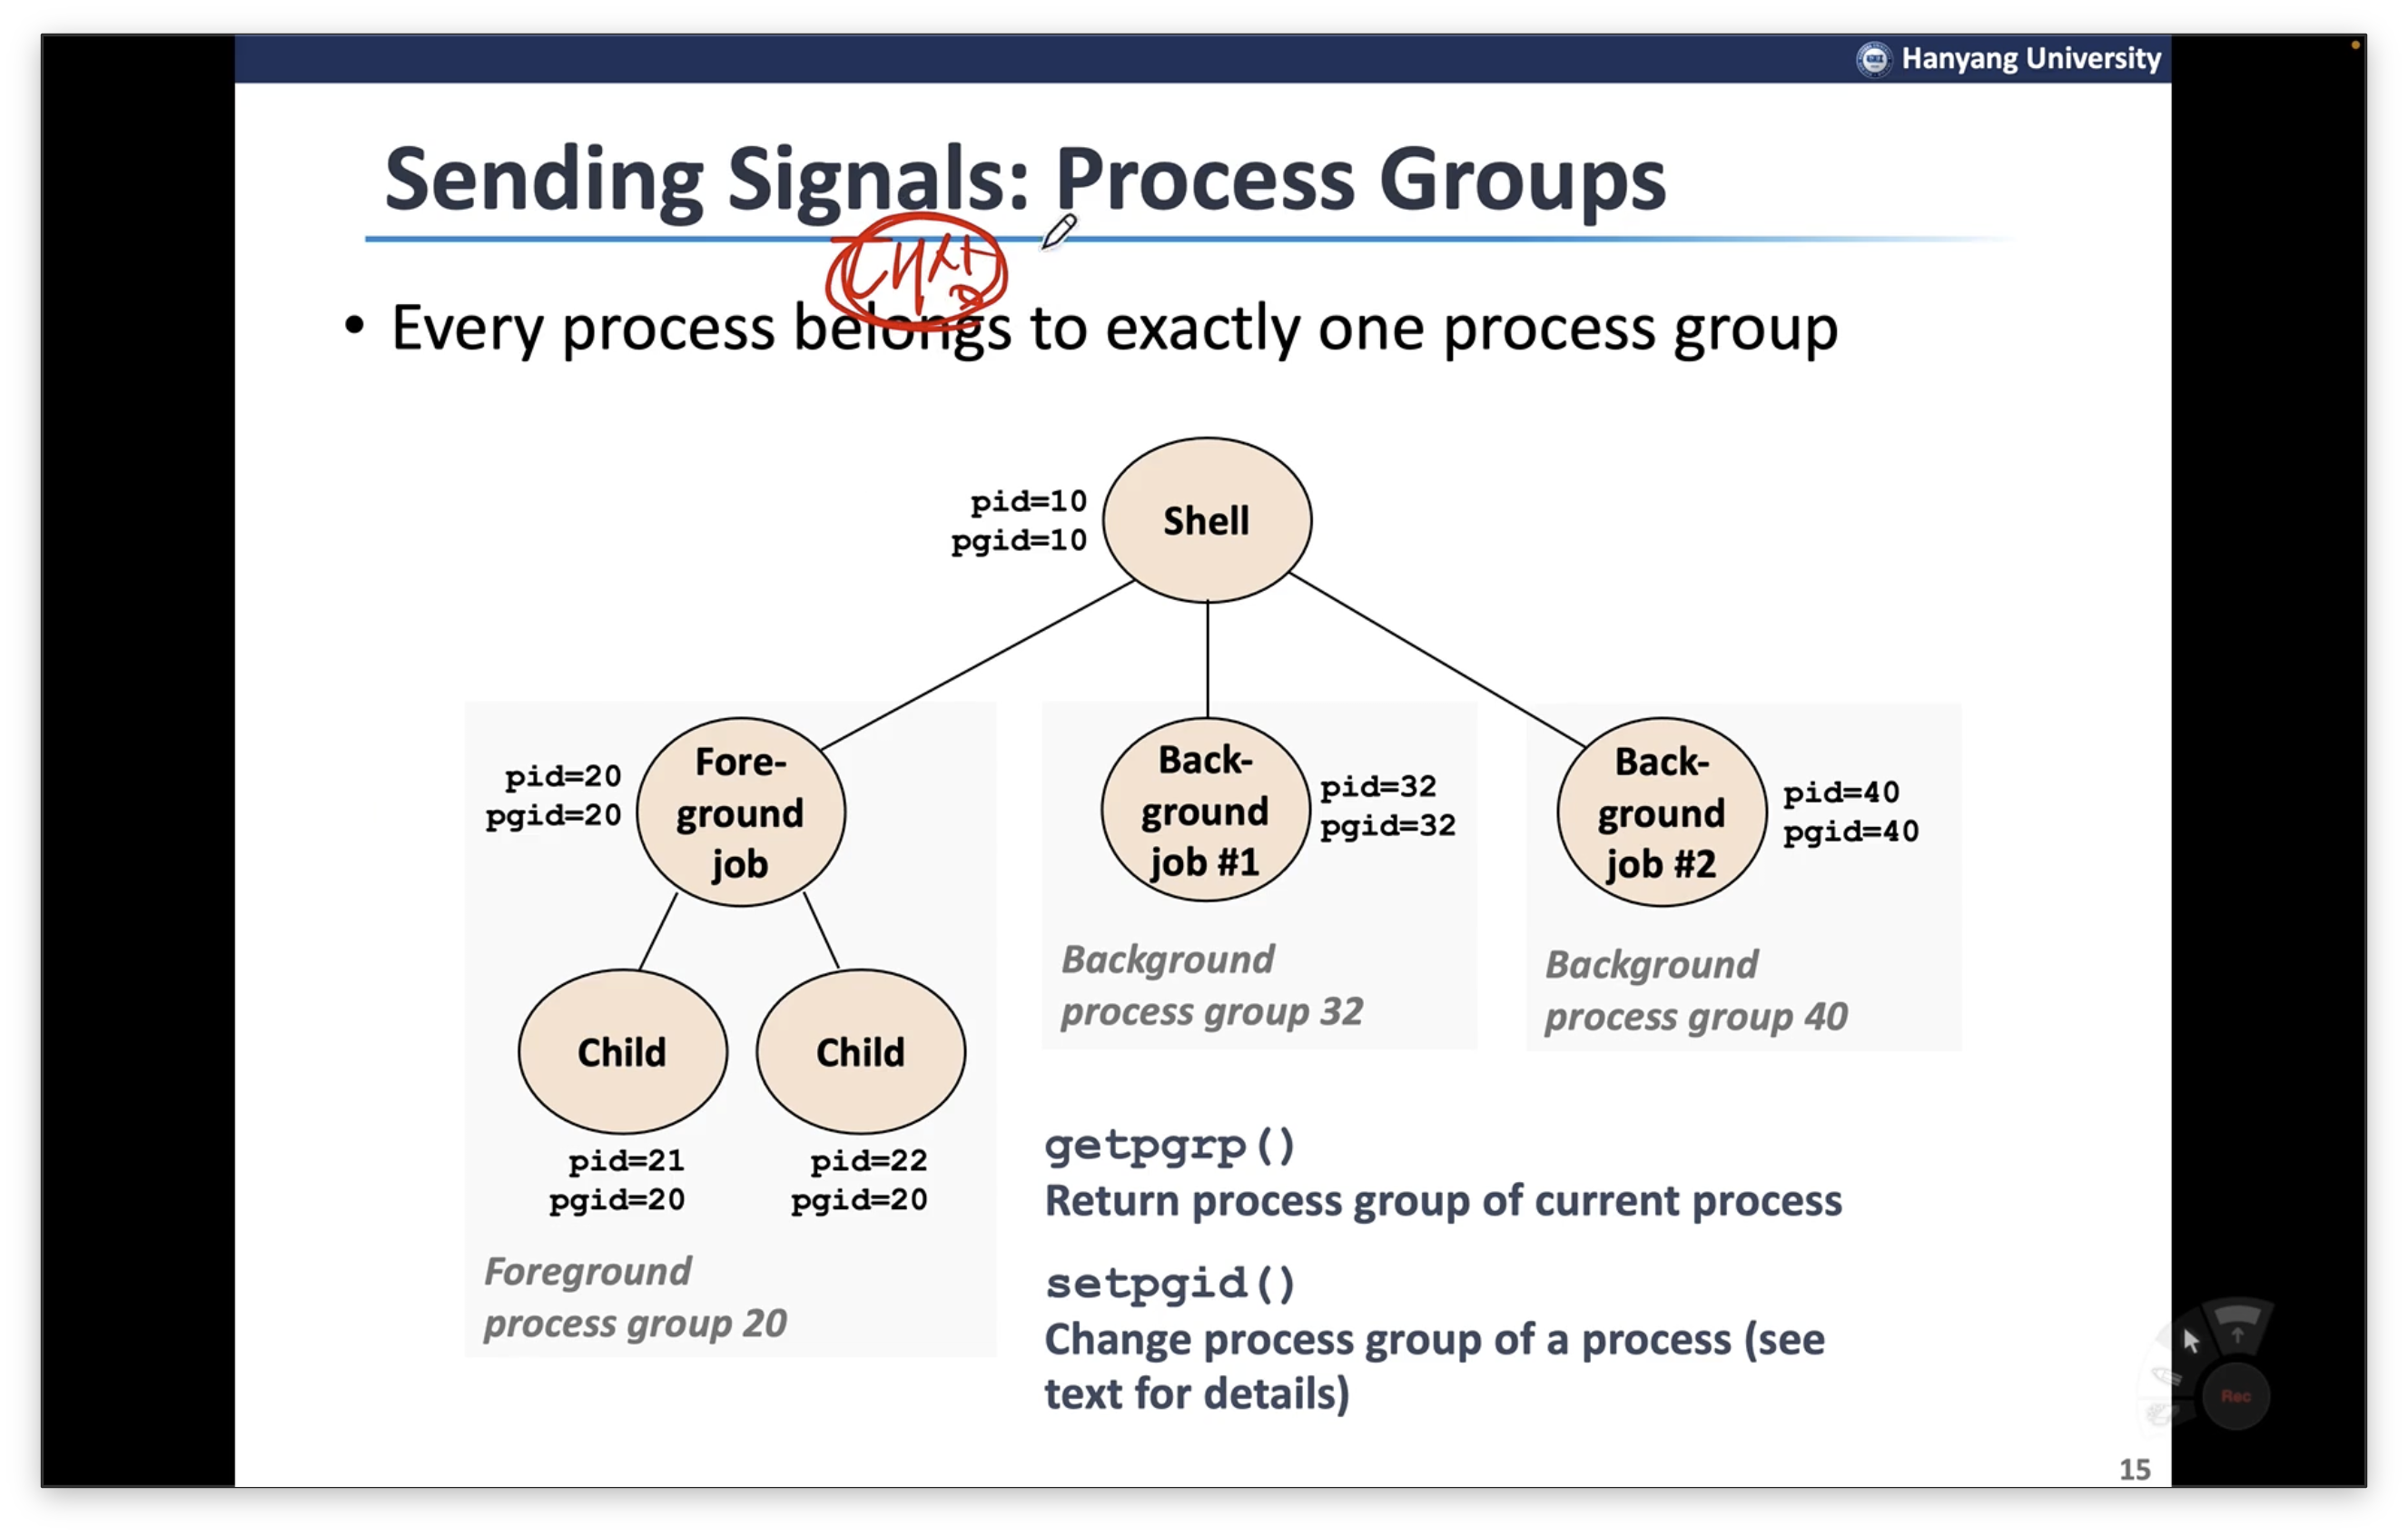 Hanyang University
Sending Signals: Process Groups
대상
• Every process belongs to exactly one process group
pid=10
pgid=10
Shell
pid=20
pgid=20
Fore-
ground
job
Back-
ground
job #1
pid=32
pgid=32
Back-
ground
job #2
pid=40
pgid=40
Background
process group 32
Background
process group 40
Child
Child
pid=21
pgid=20
pid=22
pgid=20
Foreground
process group 20
getpgrp()
Return process group of current process
setpgid()
Change process group of a process (see
text for details)
Rec
15